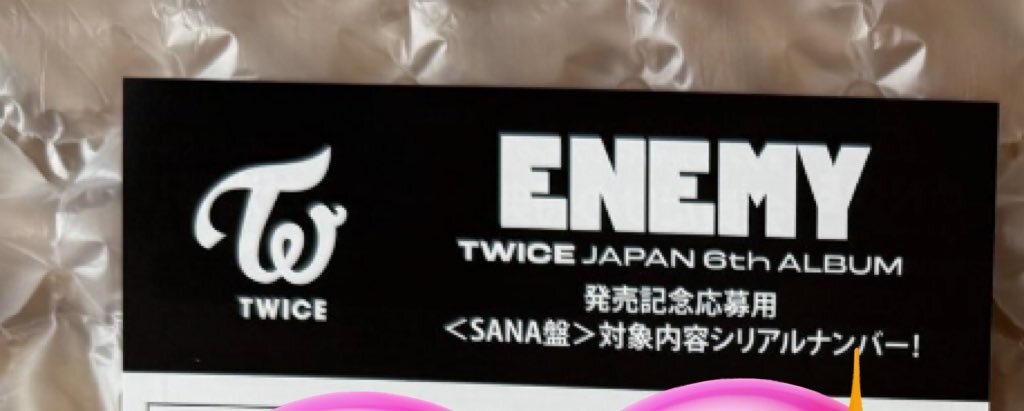 TWICE
ENEMY
TWICE JAPAN 6th ALBUM
発売記念応募用
＜SANA盤＞対象内容シリアルナンバー!